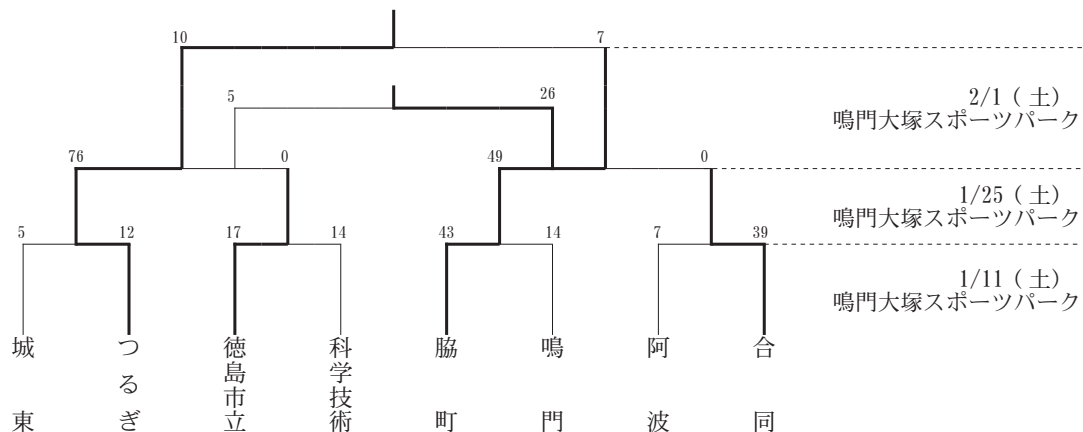 10
7
5
26
2/1（土）
鳴門大塚スポーツパーク
76
0
49
0
1/25（土）
鳴門大塚スポーツパーク
5
12
17
14
43
14
7
39
1/11（土）
鳴門大塚スポーツパーク
城東
つるぎ
徳島市立
科学技術
脇町
鳴門
阿波
合同